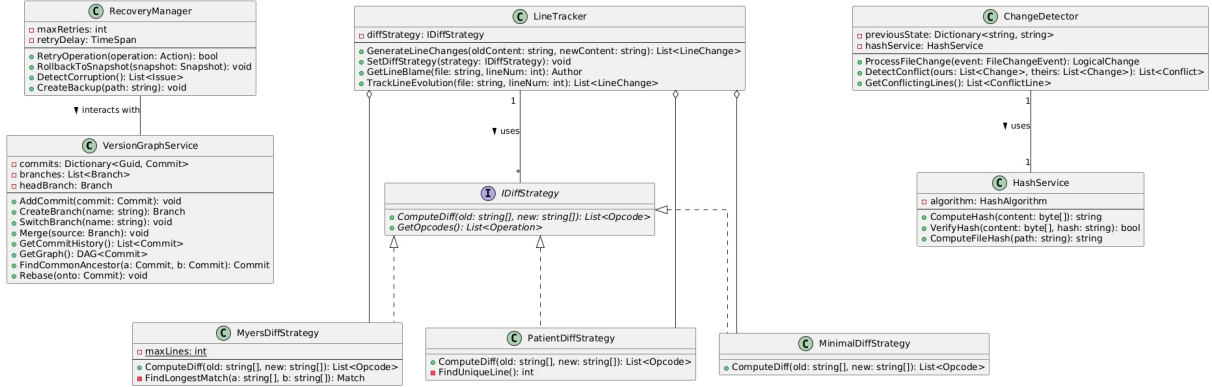 C RecoveryManager
maxRetries: int
retryDelay: TimeSpan
RetryOperation(operation: Action): bool
RollbackToSnapshot(snapshot: Snapshot): void
DetectCorruption(): List<Issue>
CreateBackup(path: string): void
interacts with
C VersionGraphService
commits: Dictionary<Guid, Commit>
branches: List<Branch>
headBranch: Branch
AddCommit(commit: Commit): void
CreateBranch(name: string): Branch
SwitchBranch(name: string): void
Merge(source: Branch): void
GetCommitHistory(): List<Commit>
GetGraph(): DAG<Commit>
FindCommonAncestor(a: Commit, b: Commit): Commit
Rebase(onto: Commit): void
C LineTracker
diffStrategy: IDiffStrategy
GenerateLineChanges(oldContent: string, newContent: string): List<LineChange>
SetDiffStrategy(strategy: IDiffStrategy): void
GetLineBlame(file: string, lineNum: int): Author
TrackLineEvolution(file: string, lineNum: int): List<LineChange>
1
uses
*
I IDiffStrategy
ComputeDiff(old: string[], new: string[]): List<Opcode>
GetOpcodes(): List<Operation>
C ChangeDetector
previousState: Dictionary<string, string>
hashService: HashService
ProcessFileChange(event: FileChangeEvent): LogicalChange
DetectConflict(ours: List<Change>, theirs: List<Change>): List<Conflict>
GetConflictingLines(): List<ConflictLine>
1
uses
1
C HashService
algorithm: HashAlgorithm
ComputeHash(content: byte[]): string
VerifyHash(content: byte[], hash: string): bool
ComputeFileHash(path: string): string
C MyersDiffStrategy
maxLines: int
ComputeDiff(old: string[], new: string[]): List<Opcode>
FindLongestMatch(a: string[], b: string[]): Match
C PatientDiffStrategy
ComputeDiff(old: string[], new: string[]): List<Opcode>
FindUniqueLine(): int
C MinimalDiffStrategy
ComputeDiff(old: string[], new: string[]): List<Opcode>